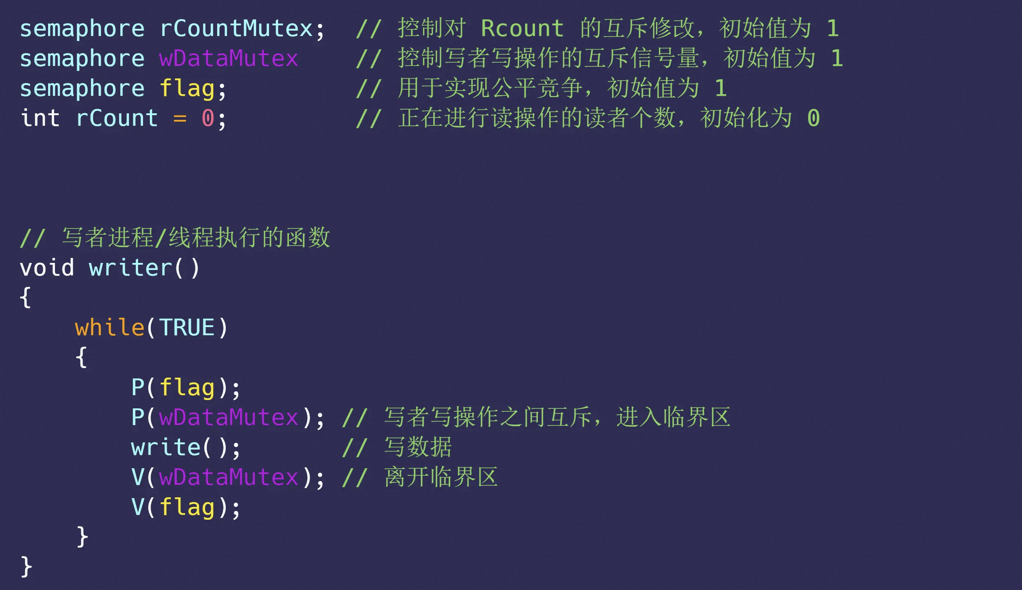 semaphore rCountMutex;  // 控制对 Rcount 的互斥修改，初始值为 1
semaphore wDataMutex    // 控制写者写操作的互斥信号量，初始值为 1
semaphore flag;         // 用于实现公平竞争，初始值为 1
int rCount = 0;         // 正在进行读操作的读者个数，初始化为 0
// 写者进程/线程执行的函数
void writer()
{
    while(TRUE)
    {
        P(flag);
        P(wDataMutex); // 写者写操作之间互斥，进入临界区
        write();       // 写数据
        V(wDataMutex); // 离开临界区
        V(flag);
    }
}